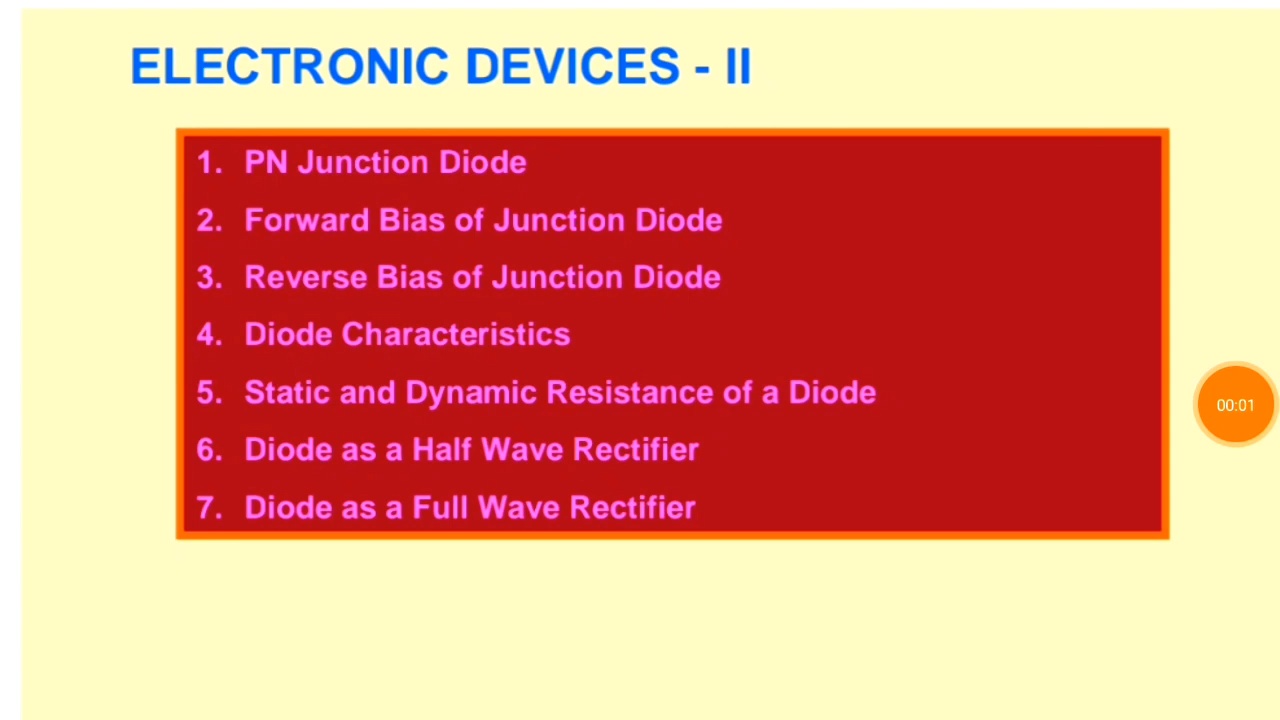 ELECTRONIC DEVICES - II
1. PN Junction Diode
2. Forward Bias of Junction Diode
3. Reverse Bias of Junction Diode
4. Diode Characteristics
5. Static and Dynamic Resistance of a Diode
6. Diode as a Half Wave Rectifier
7. Diode as a Full Wave Rectifier
00:01